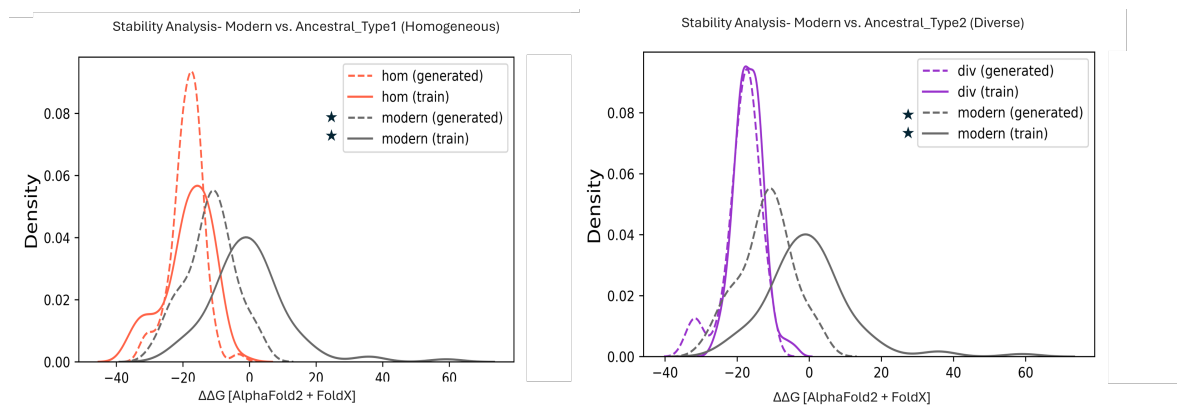 Stability Analysis- Modern vs. Ancestral_Type1 (Homogeneous)
hom (generated)
hom (train)
★ modern (generated)
★ modern (train)
Density
0.08
0.06
0.04
0.02
0.00
−40 −20 0 20 40 60
ΔΔG [AlphaFold2 + FoldX]
Stability Analysis- Modern vs. Ancestral_Type2 (Diverse)
div (generated)
div (train)
★ modern (generated)
★ modern (train)
Density
0.08
0.06
0.04
0.02
0.00
−40 −20 0 20 40 60
ΔΔG [AlphaFold2 + FoldX]